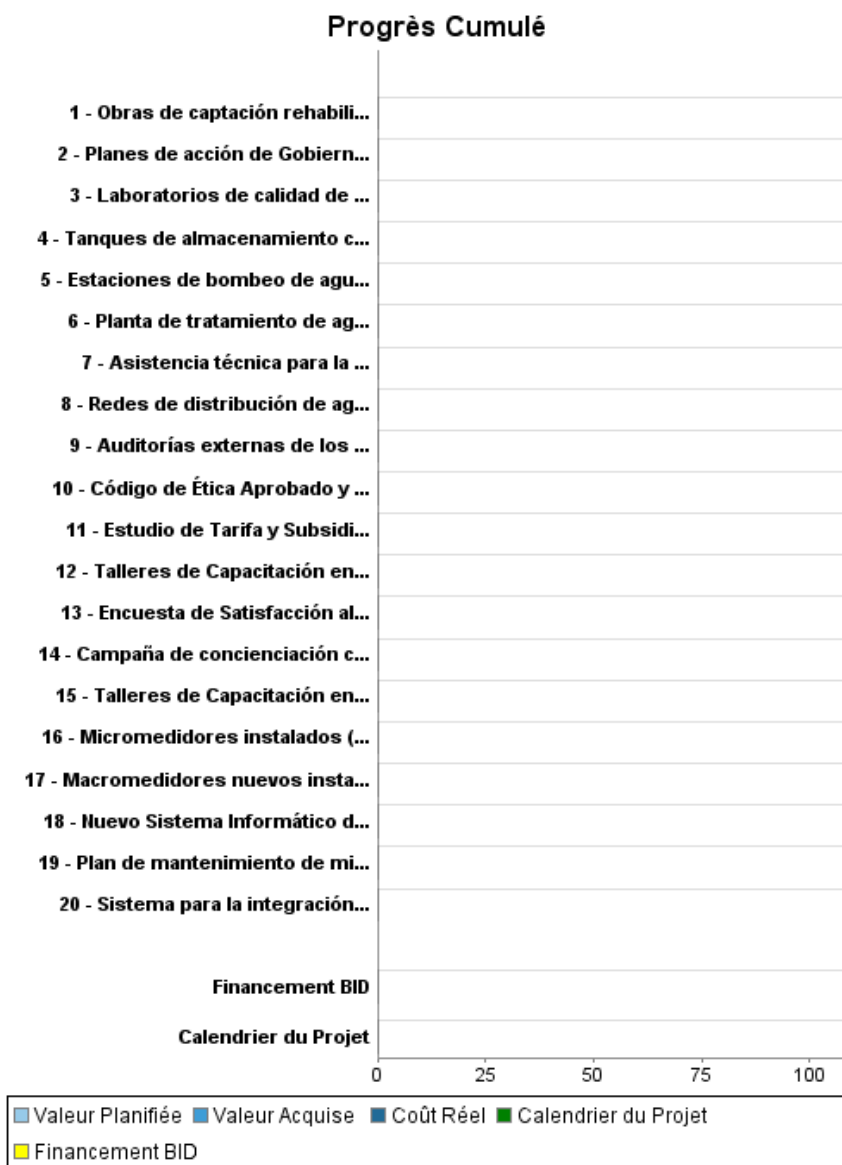 Progrès Cumulé
1 - Obras de captación rehabili...
2 - Planes de acción de Gobiern...
3 - Laboratorios de calidad de ...
4 - Tanques de almacenamiento c...
5 - Estaciones de bombeo de agu...
6 - Planta de tratamiento de ag...
7 - Asistencia técnica para la ...
8 - Redes de distribución de ag...
9 - Auditorías externas de los ...
10 - Código de Ética Aprobado y ...
11 - Estudio de Tarifa y Subsidi...
12 - Talleres de Capacitación en...
13 - Encuesta de Satisfacción al...
14 - Campaña de concienciación c...
15 - Talleres de Capacitación en...
16 - Micromedidores instalados (...
17 - Macromedidores nuevos insta...
18 - Nuevo Sistema Informático d...
19 - Plan de mantenimiento de mi...
20 - Sistema para la integración...
Financement BID
Calendrier du Projet
0 25 50 75 100
Valeur Planifiée Valeur Acquise Coût Réel Calendrier du Projet
Financement BID